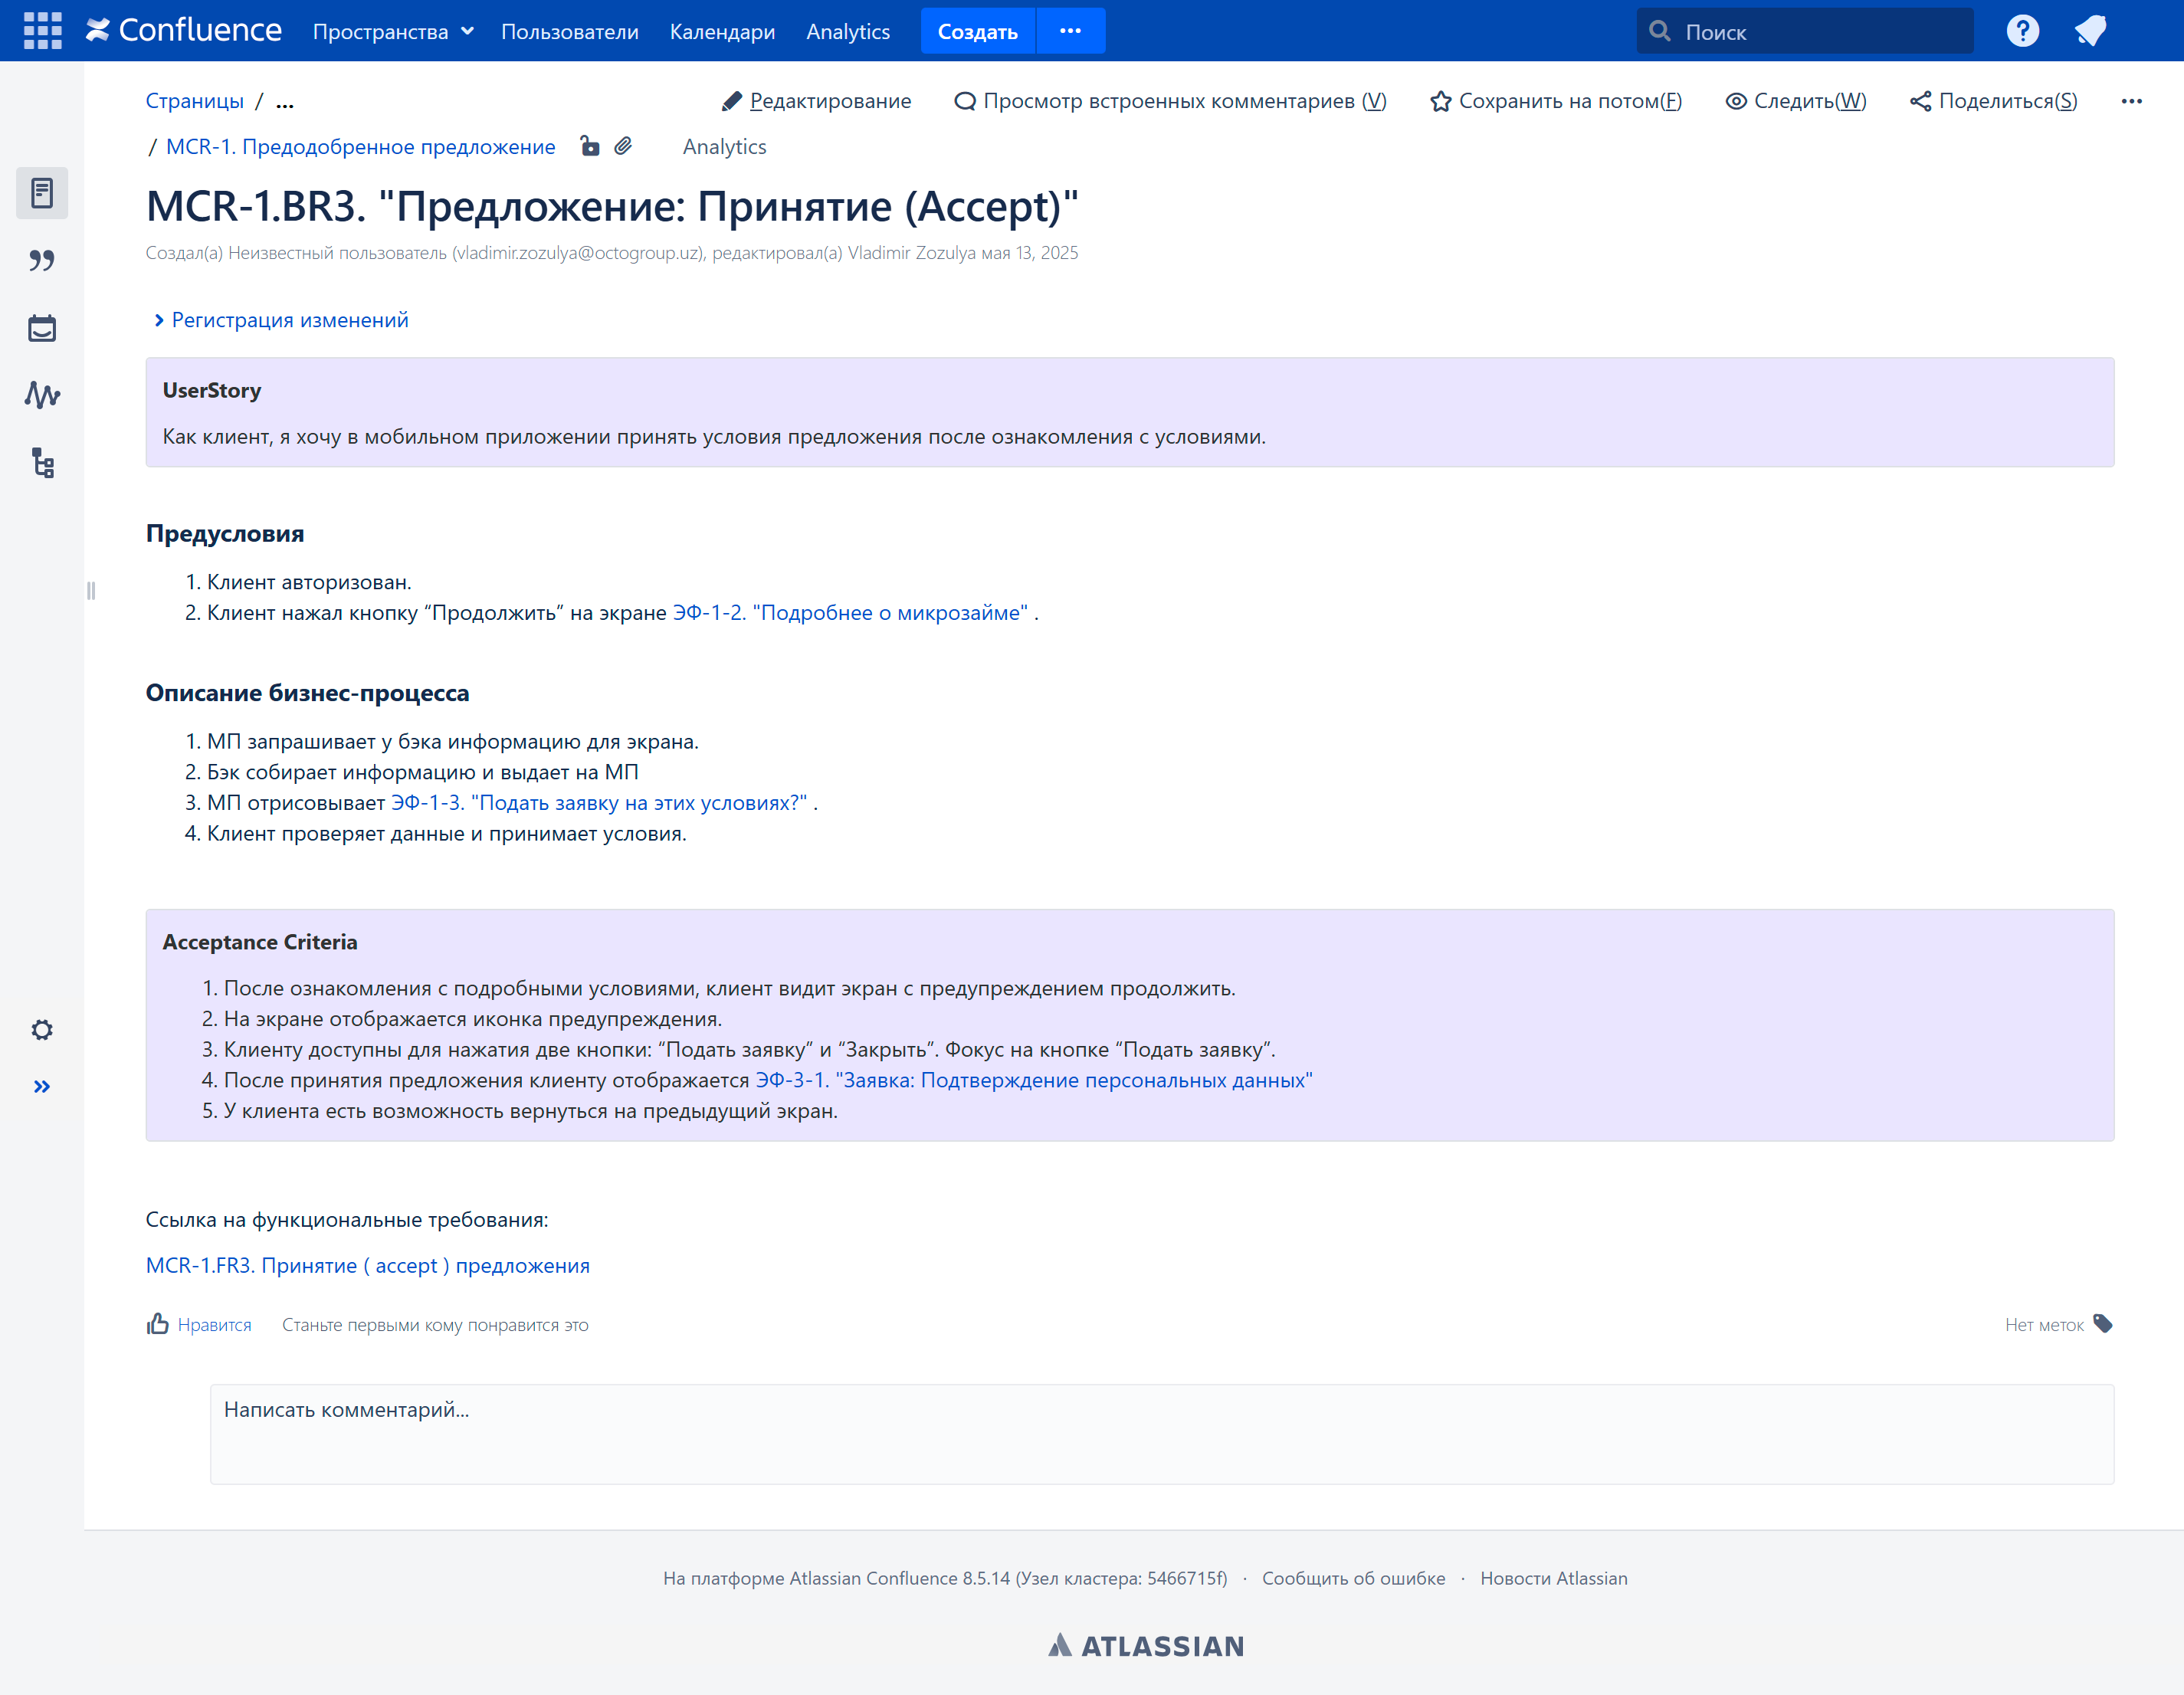 Confluence Пространства Пользователи Календари Analytics Создать ••• Поиск
Страницы / ... Редактирование Просмотр встроенных комментариев (V) Сохранить на потом(F) Следить(W) Поделиться(S) •••
/ MCR-1. Предодобренное предложение Analytics
MCR-1.BR3. "Предложение: Принятие (Accept)"
Создал(а) Неизвестный пользователь (vladimir.zozulya@octogroup.uz), редактировал(а) Vladimir Zozulya мая 13, 2025
Регистрация изменений
UserStory
Как клиент, я хочу в мобильном приложении принять условия предложения после ознакомления с условиями.
Предусловия
1. Клиент авторизован.
2. Клиент нажал кнопку “Продолжить” на экране ЭФ-1-2. "Подробнее о микрозайме" .
Описание бизнес-процесса
1. МП запрашивает у бэка информацию для экрана.
2. Бэк собирает информацию и выдает на МП
3. МП отрисовывает ЭФ-1-3. "Подать заявку на этих условиях?" .
4. Клиент проверяет данные и принимает условия.
Acceptance Criteria
1. После ознакомления с подробными условиями, клиент видит экран с предупреждением продолжить.
2. На экране отображается иконка предупреждения.
3. Клиенту доступны для нажатия две кнопки: “Подать заявку” и “Закрыть”. Фокус на кнопке “Подать заявку”.
4. После принятия предложения клиенту отображается ЭФ-3-1. "Заявка: Подтверждение персональных данных"
5. У клиента есть возможность вернуться на предыдущий экран.
Ссылка на функциональные требования:
MCR-1.FR3. Принятие ( accept ) предложения
Нравится Станьте первыми кому понравится это Нет меток
Написать комментарий...
На платформе Atlassian Confluence 8.5.14 (Узел кластера: 5466715f) · Сообщить об ошибке · Новости Atlassian
ATLASSIAN